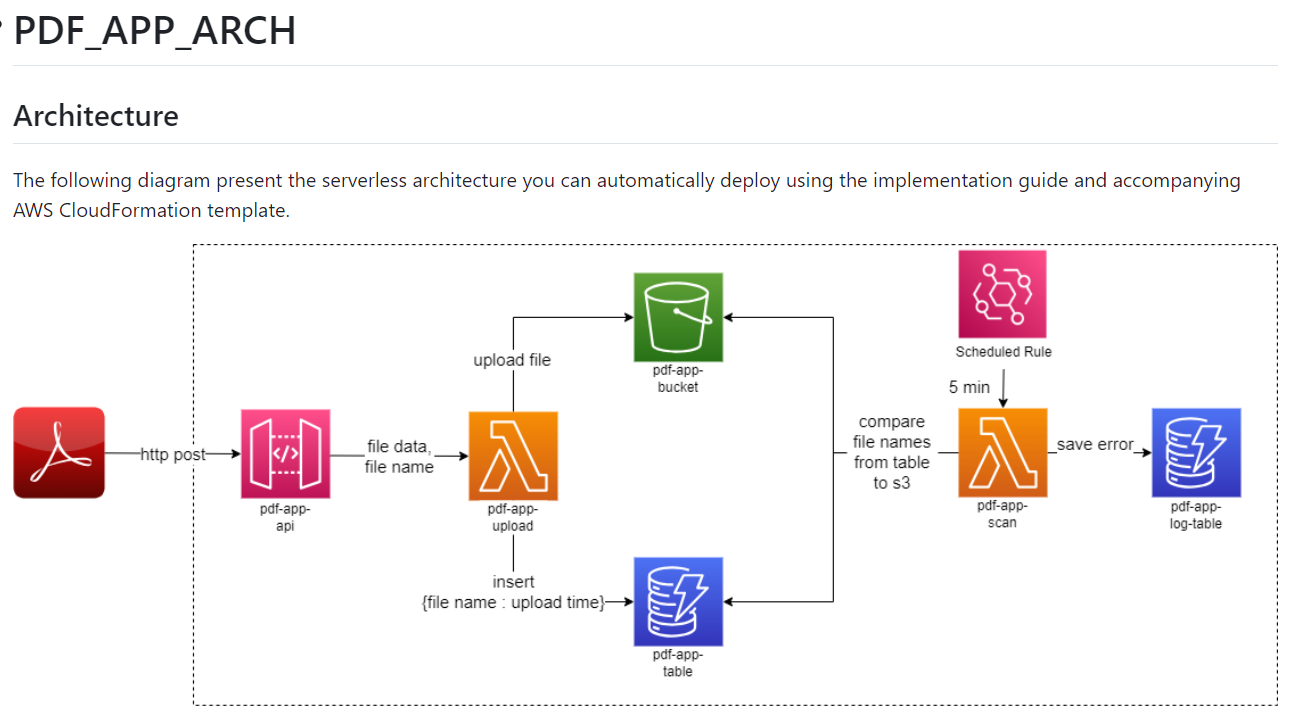 PDF_APP_ARCH
Architecture
The following diagram present the serverless architecture you can automatically deploy using the implementation guide and accompanying
AWS CloudFormation template.
Scheduled Rule
5 min
upload file
pdf-app-
bucket
http post
pdf-app-
api
file data,
file name
pdf-app-
upload
compare
file names
from table
to s3
pdf-app-
scan
save error
pdf-app-
log-table
insert
{file name : upload time}
pdf-app-
table